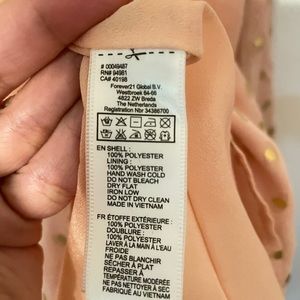 # 00049487
RN# 94981
CA# 40198
Forever21 Global B.V.
Westbroek 64-66
4822 ZW Breda
The Netherlands
Registration Nbr 34386700
EN SHELL :
100% POLYESTER
LINING :
100% POLYESTER
HAND WASH COLD
DO NOT BLEACH
DRY FLAT
IRON LOW
DO NOT DRY CLEAN
MADE IN VIETNAM
FR ÉTOFFE EXTÉRIEURE :
100% POLYESTER
DOUBLURE :
100% POLYESTER
LAVER À LA MAIN À L'EAU
FROIDE
NE PAS BLANCHIR
SÉCHER À PLAT
REPASSER À
TEMPÉRATURE MODÉRÉE
NE PAS NETTOYER À SEC
FABRIQUÉ AU VIETNAM